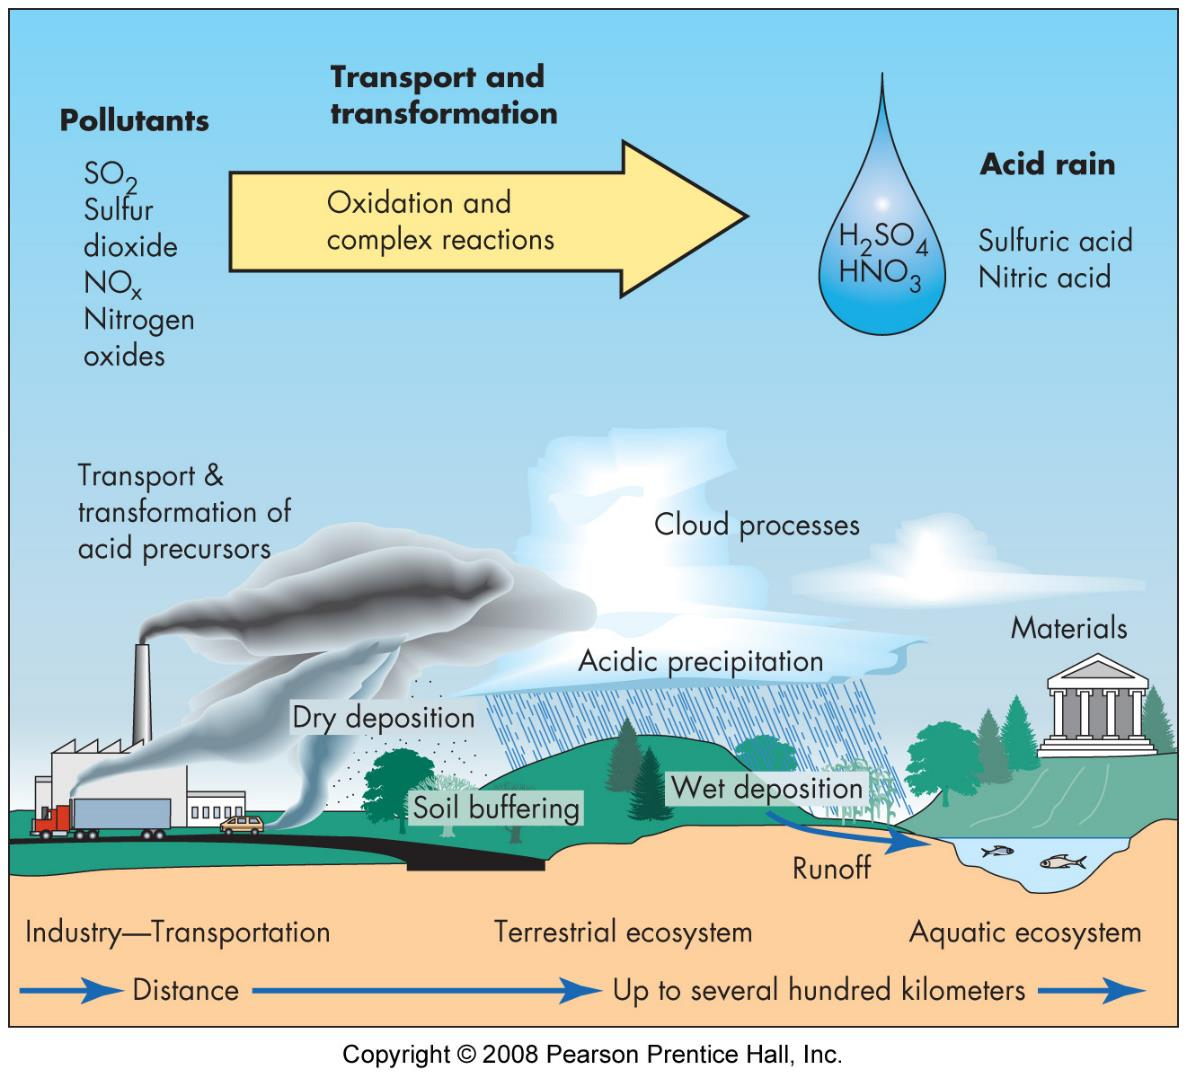 Transport and
transformation
Pollutants
SO2
Sulfur
dioxide
NOx
Nitrogen
oxides
Oxidation and
complex reactions
H2SO4
HNO3
Acid rain
Sulfuric acid
Nitric acid
Transport &
transformation of
acid precursors
Cloud processes
Materials
Acidic precipitation
Dry deposition
Soil buffering
Wet deposition
Runoff
Industry—Transportation
Terrestrial ecosystem
Aquatic ecosystem
Distance
Up to several hundred kilometers
Copyright © 2008 Pearson Prentice Hall, Inc.